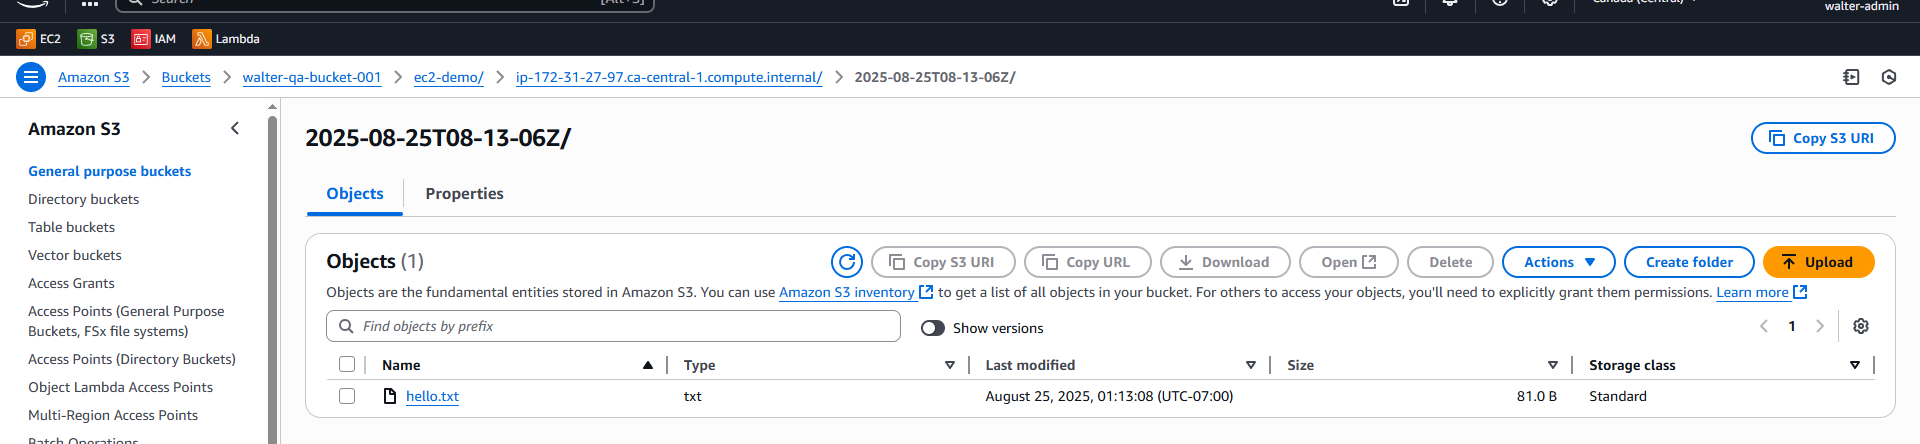 Search [Alt+S] Canada (Central) walter-admin
EC2 S3 IAM Lambda
Amazon S3 Buckets walter-qa-bucket-001 ec2-demo/ ip-172-31-27-97.ca-central-1.compute.internal/ 2025-08-25T08-13-06Z/
Amazon S3
General purpose buckets
Directory buckets
Table buckets
Vector buckets
Access Grants
Access Points (General Purpose
Buckets, FSx file systems)
Access Points (Directory Buckets)
Object Lambda Access Points
Multi-Region Access Points
Batch Operations
2025-08-25T08-13-06Z/
Copy S3 URI
Objects Properties
Objects (1)
Copy S3 URI Copy URL Download Open Delete Actions Create folder Upload
Objects are the fundamental entities stored in Amazon S3. You can use Amazon S3 inventory to get a list of all objects in your bucket. For others to access your objects, you'll need to explicitly grant them permissions. Learn more
Find objects by prefix Show versions 1
Name Type Last modified Size Storage class
hello.txt txt August 25, 2025, 01:13:08 (UTC-07:00) 81.0 B Standard